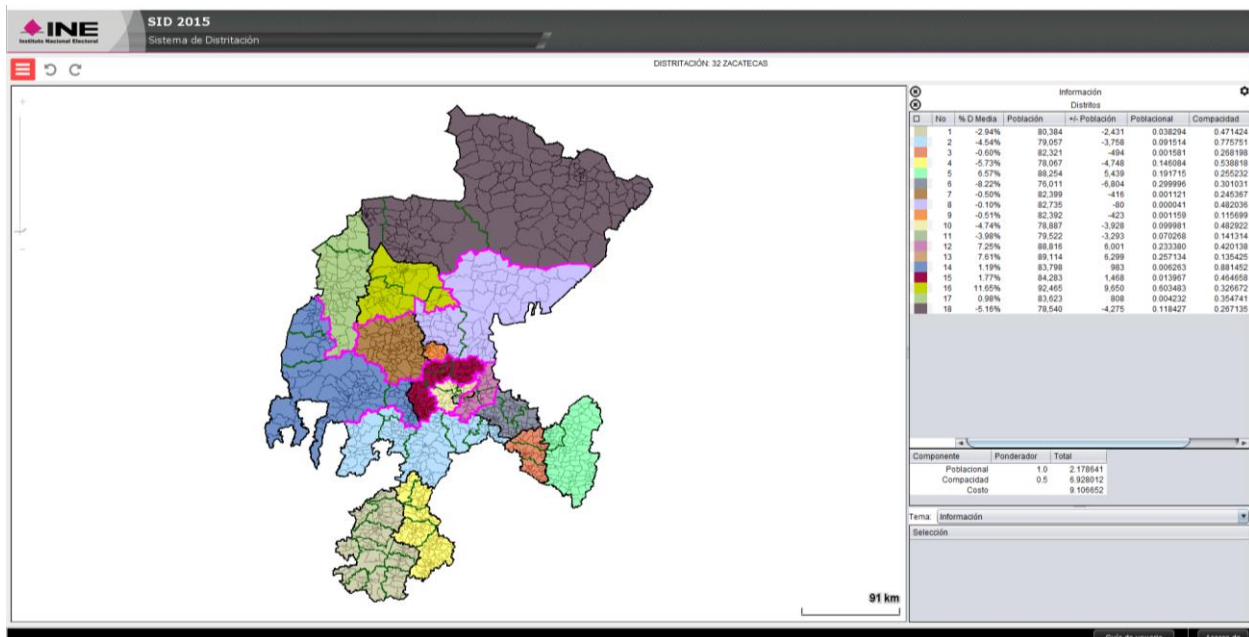 INE
Instituto Nacional Electoral
SID 2015
Sistema de Distritación
DISTRITACIÓN: 32 ZACATECAS
Información
Distritos
No % D Media Población +/- Población Poblacional Compacidad
1 -2.94% 80,384 -2,431 0.038294 0.471424
2 -4.54% 79,057 -3,758 0.091514 0.775751
3 -0.60% 82,321 -494 0.001581 0.268198
4 -5.73% 78,067 -4,748 0.146084 0.538818
5 6.57% 88,254 5,439 0.191715 0.255232
6 -8.22% 76,011 -6,804 0.299996 0.301031
7 -0.50% 82,399 -416 0.001121 0.245367
8 -0.10% 82,735 -80 0.000041 0.482036
9 -0.51% 82,392 -423 0.001159 0.115699
10 -4.74% 78,887 -3,928 0.099981 0.482922
11 -3.98% 79,522 -3,293 0.070268 0.141314
12 7.25% 88,816 6,001 0.233380 0.420138
13 7.61% 89,114 6,299 0.257134 0.135425
14 1.19% 83,798 983 0.006263 0.881452
15 1.77% 84,283 1,468 0.013967 0.464658
16 11.65% 92,465 9,650 0.603483 0.326672
17 0.98% 83,623 808 0.004232 0.354741
18 -5.16% 78,540 -4,275 0.118427 0.267135
Componente Ponderador Total
Poblacional 1.0 2.178641
Compacidad 0.5 6.928012
Costo 9.106652
Tema: Información
Selección
91 km